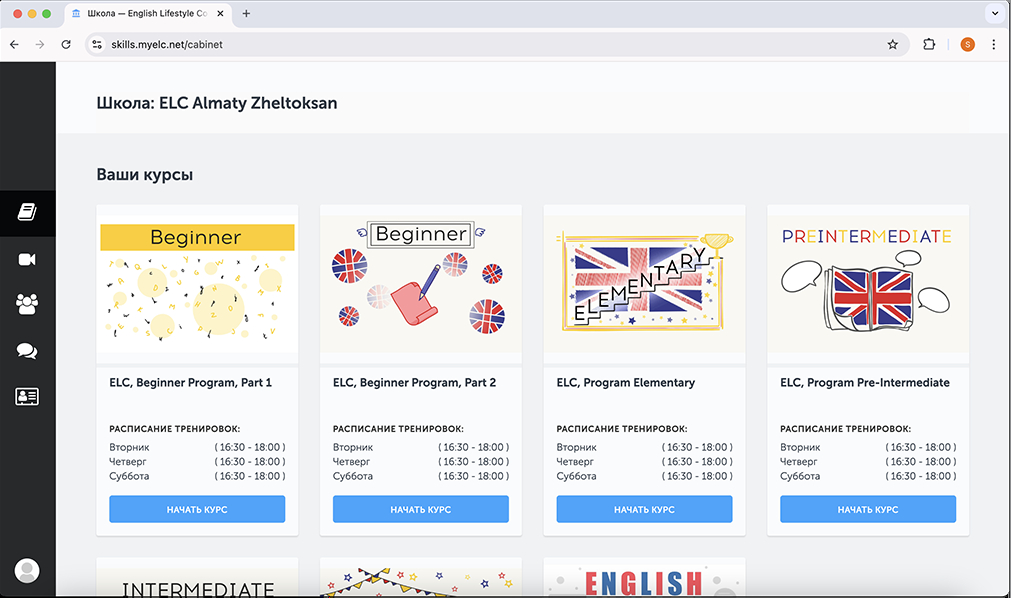 Школа — English Lifestyle Co
skills.myelc.net/cabinet
S
Школа: ELC Almaty Zheltoksan
Ваши курсы
Beginner
Beginner
ELEMENTARY
PREINTERMEDIATE
ELC, Beginner Program, Part 1
ELC, Beginner Program, Part 2
ELC, Program Elementary
ELC, Program Pre-Intermediate
РАСПИСАНИЕ ТРЕНИРОВОК:
Вторник ( 16:30 - 18:00 )
Четверг ( 16:30 - 18:00 )
Суббота ( 16:30 - 18:00 )
НАЧАТЬ КУРС
РАСПИСАНИЕ ТРЕНИРОВОК:
Вторник ( 16:30 - 18:00 )
Четверг ( 16:30 - 18:00 )
Суббота ( 16:30 - 18:00 )
НАЧАТЬ КУРС
РАСПИСАНИЕ ТРЕНИРОВОК:
Вторник ( 16:30 - 18:00 )
Четверг ( 16:30 - 18:00 )
Суббота ( 16:30 - 18:00 )
НАЧАТЬ КУРС
РАСПИСАНИЕ ТРЕНИРОВОК:
Вторник ( 16:30 - 18:00 )
Четверг ( 16:30 - 18:00 )
Суббота ( 16:30 - 18:00 )
НАЧАТЬ КУРС
INTERMEDIATE
ENGLISH